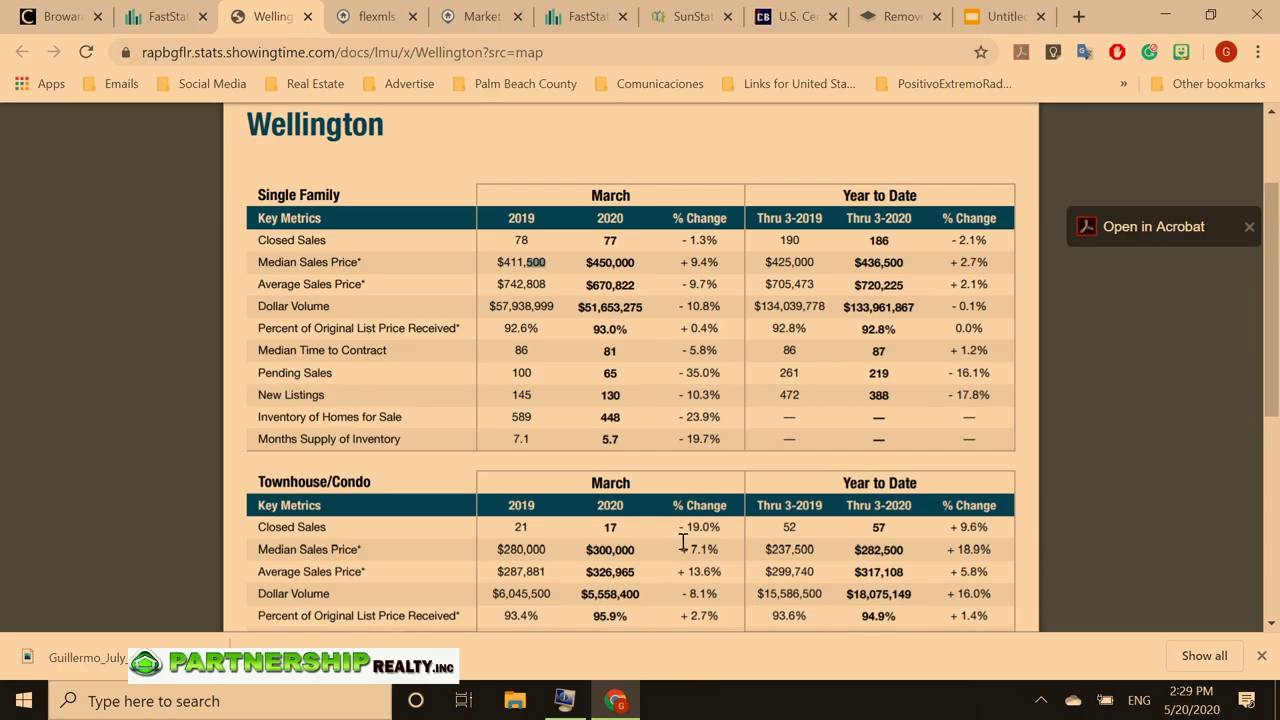 Browar
FastStat
Welling
flexmls
Market
FastStat
SunStat
U.S. Cer
Remove
Untitled
rapbgflr.stats.showingtime.com/docs/lmu/x/Wellington?src=map
G
Apps
Emails
Social Media
Real Estate
Advertise
Palm Beach County
Comunicaciones
Links for United Sta...
PositivoExtremoRad...
»
Other bookmarks
Wellington
Open in Acrobat
Single Family March Year to Date
Key Metrics 2019 2020 % Change Thru 3-2019 Thru 3-2020 % Change
Closed Sales 78 77 - 1.3% 190 186 - 2.1%
Median Sales Price* $411,500 $450,000 + 9.4% $425,000 $436,500 + 2.7%
Average Sales Price* $742,808 $670,822 - 9.7% $705,473 $720,225 + 2.1%
Dollar Volume $57,938,999 $51,653,275 - 10.8% $134,039,778 $133,961,867 - 0.1%
Percent of Original List Price Received* 92.6% 93.0% + 0.4% 92.8% 92.8% 0.0%
Median Time to Contract 86 81 - 5.8% 86 87 + 1.2%
Pending Sales 100 65 - 35.0% 261 219 - 16.1%
New Listings 145 130 - 10.3% 472 388 - 17.8%
Inventory of Homes for Sale 589 448 - 23.9% — — —
Months Supply of Inventory 7.1 5.7 - 19.7% — — —
Townhouse/Condo March Year to Date
Key Metrics 2019 2020 % Change Thru 3-2019 Thru 3-2020 % Change
Closed Sales 21 17 - 19.0% 52 57 + 9.6%
Median Sales Price* $280,000 $300,000 + 7.1% $237,500 $282,500 + 18.9%
Average Sales Price* $287,881 $326,965 + 13.6% $299,740 $317,108 + 5.8%
Dollar Volume $6,045,500 $5,558,400 - 8.1% $15,586,500 $18,075,149 + 16.0%
Percent of Original List Price Received* 93.4% 95.9% + 2.7% 93.6% 94.9% + 1.4%
Guillermo_July_
PARTNERSHIP REALTY.INC
Show all
Type here to search
ENG
2:29 PM
5/20/2020